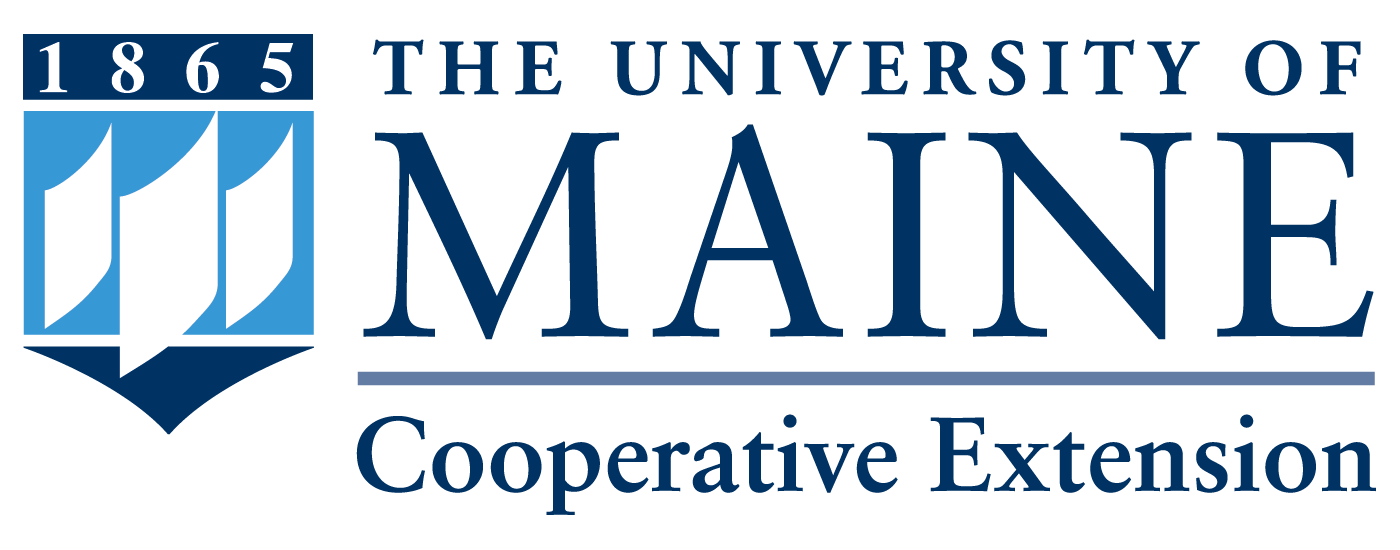 1865
THE UNIVERSITY OF
MAINE
Cooperative Extension